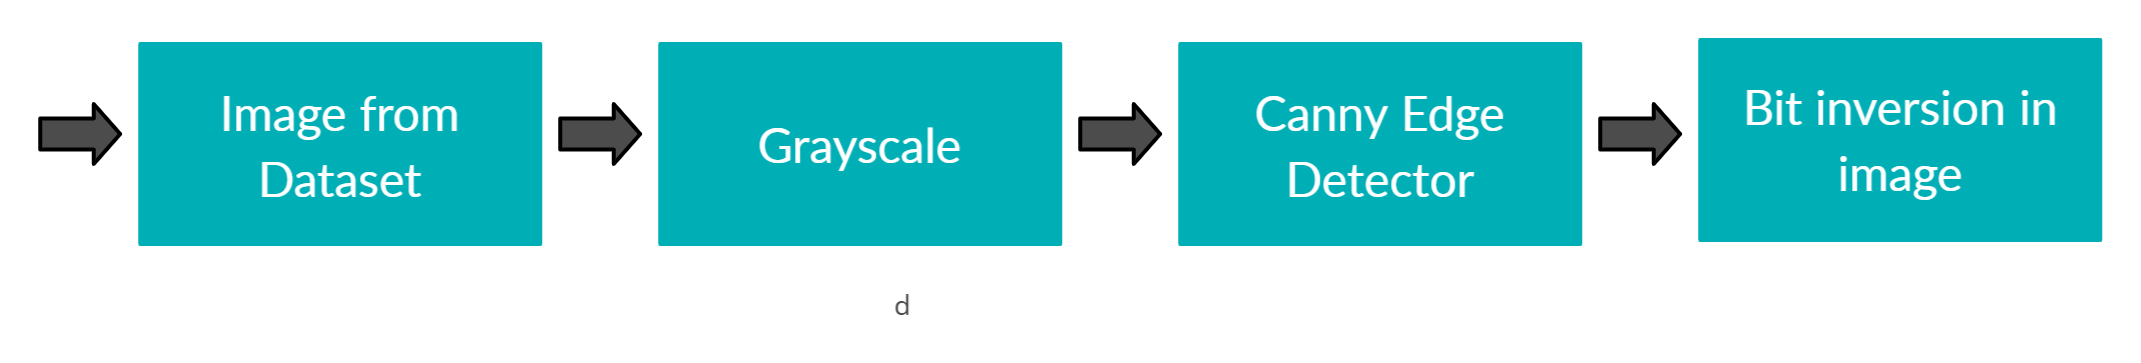 Image from
Dataset
Grayscale
Canny Edge
Detector
Bit inversion in
image
d